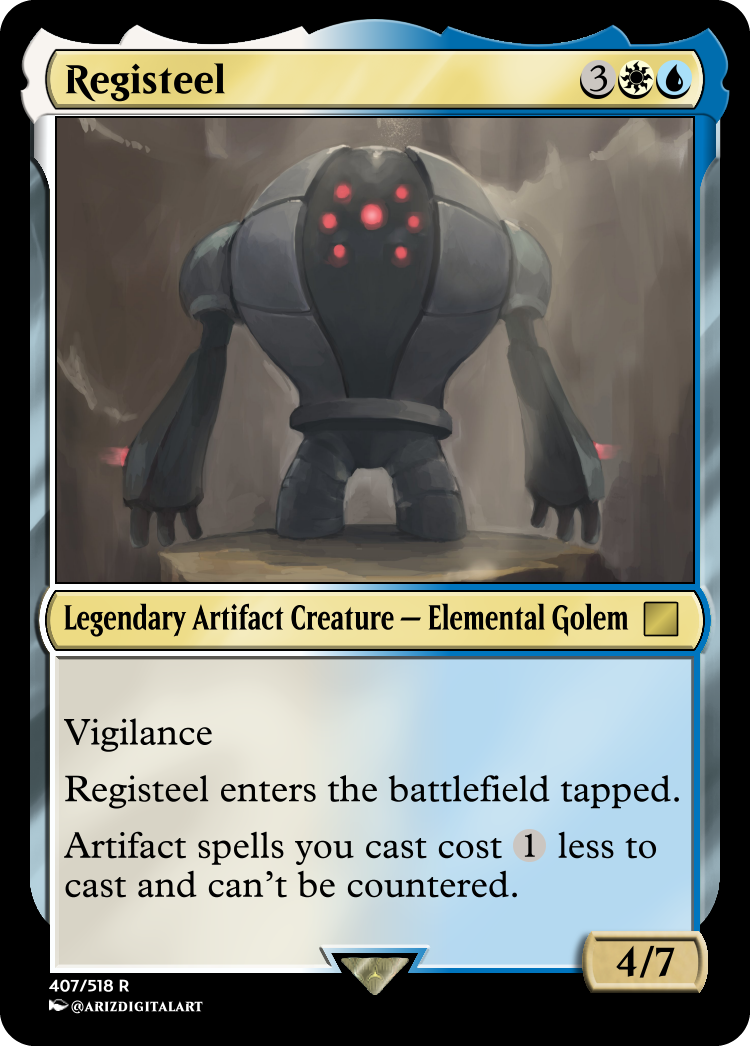 Registeel 3
Legendary Artifact Creature — Elemental Golem
Vigilance
Registeel enters the battlefield tapped.
Artifact spells you cast cost 1 less to
cast and can't be countered.
4/7
407/518 R
@ARIZDIGITALART